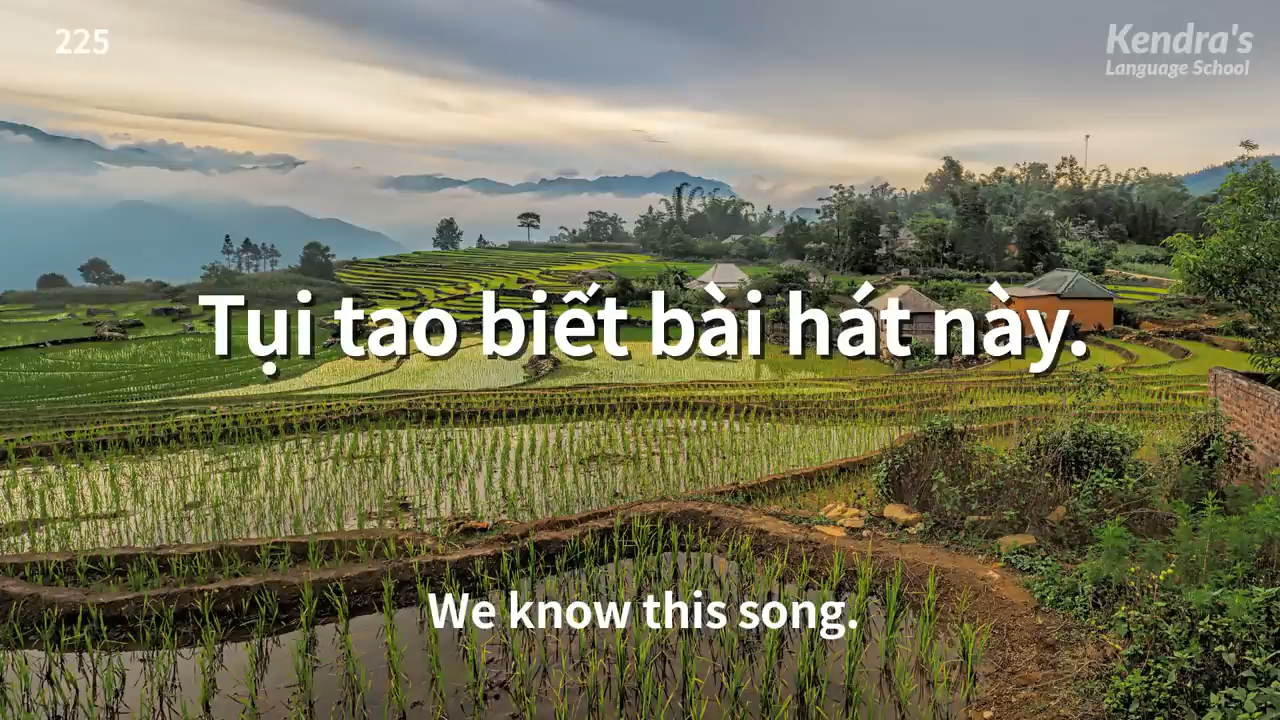 225
Kendra's
Language School
Tụi tao biết bài hát này.
We know this song.